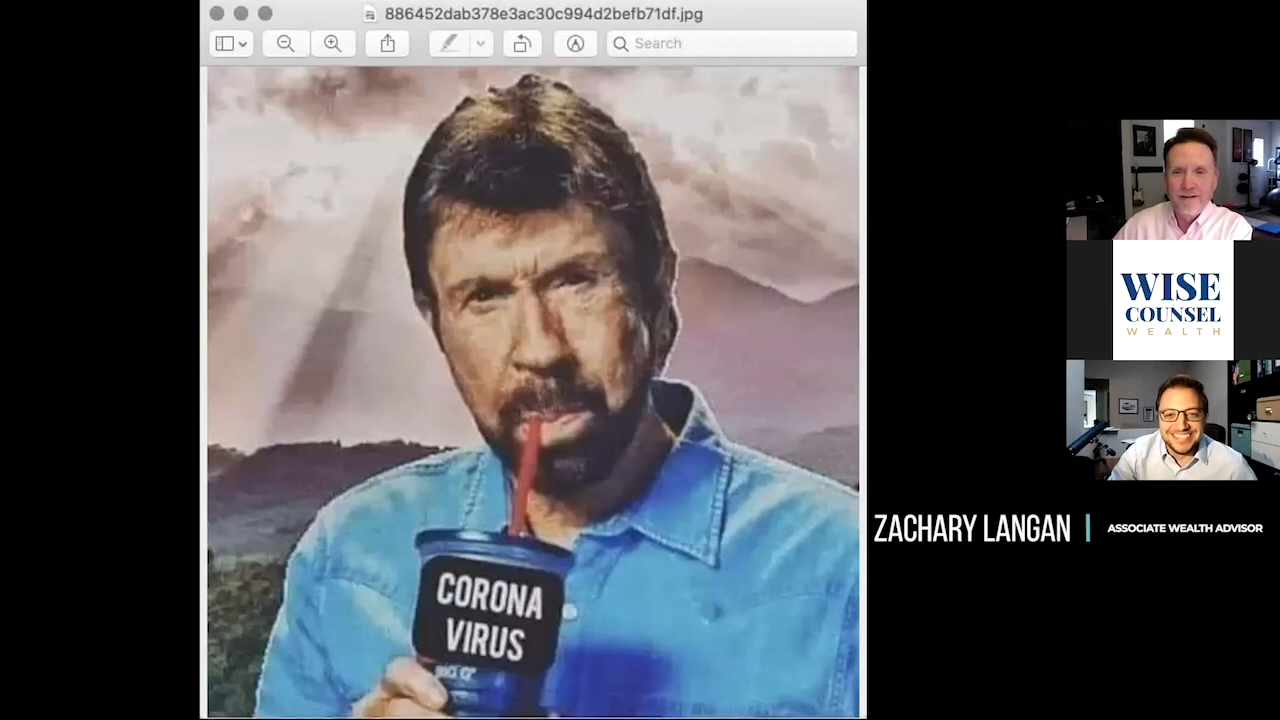 886452dab378e3ac30c994d2befb71df.jpg
Search
CORONA
VIRUS
WISE
COUNSEL
WEALTH
ZACHARY LANGAN | ASSOCIATE WEALTH ADVISOR